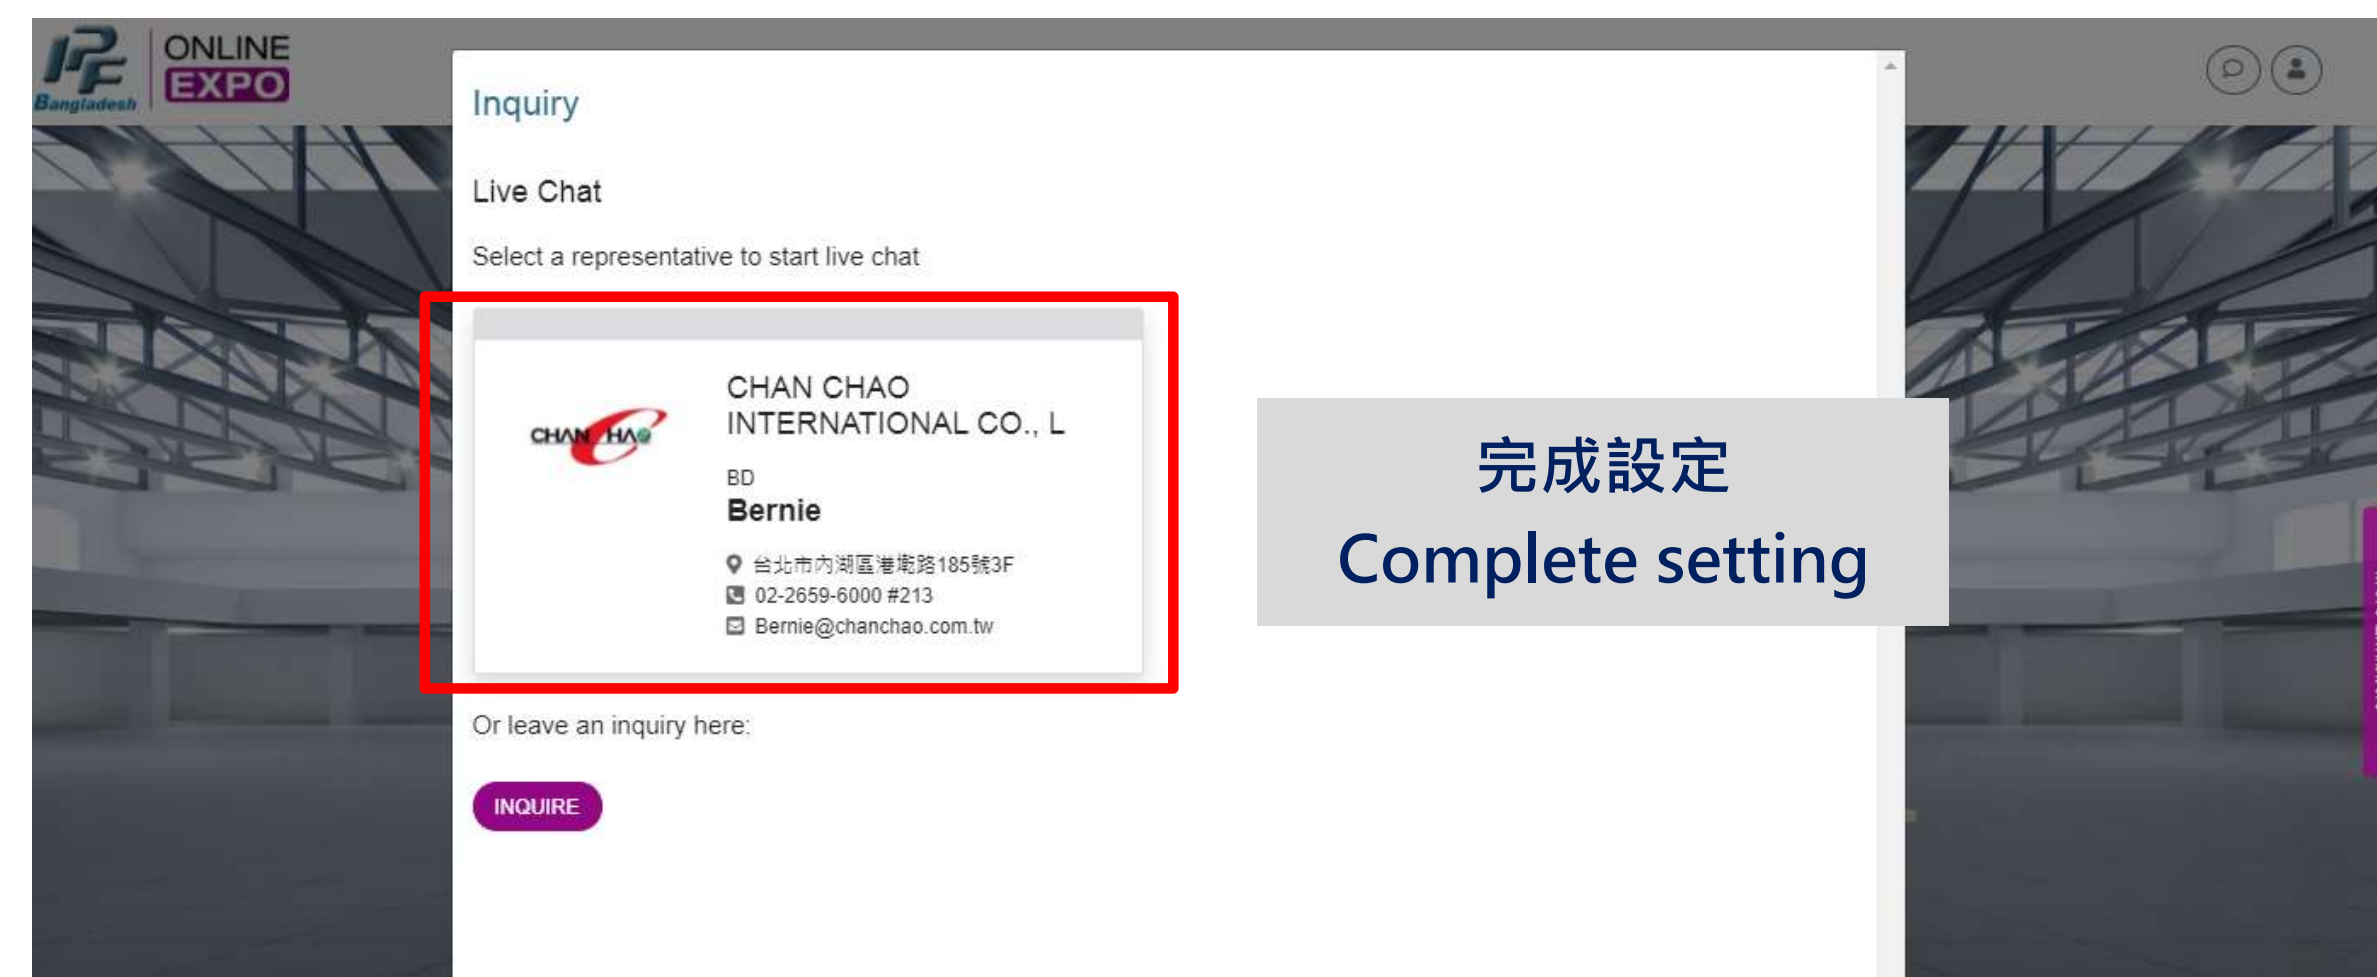 IPF
Bangladesh
ONLINE
EXPO
Inquiry
Live Chat
Select a representative to start live chat
CHAN CHAO
CHAN CHAO
INTERNATIONAL CO., L
BD
Bernie
台北市內湖區港墘路185號3F
02-2659-6000 #213
Bernie@chanchao.com.tw
完成設定
Complete setting
Or leave an inquiry here:
INQUIRE